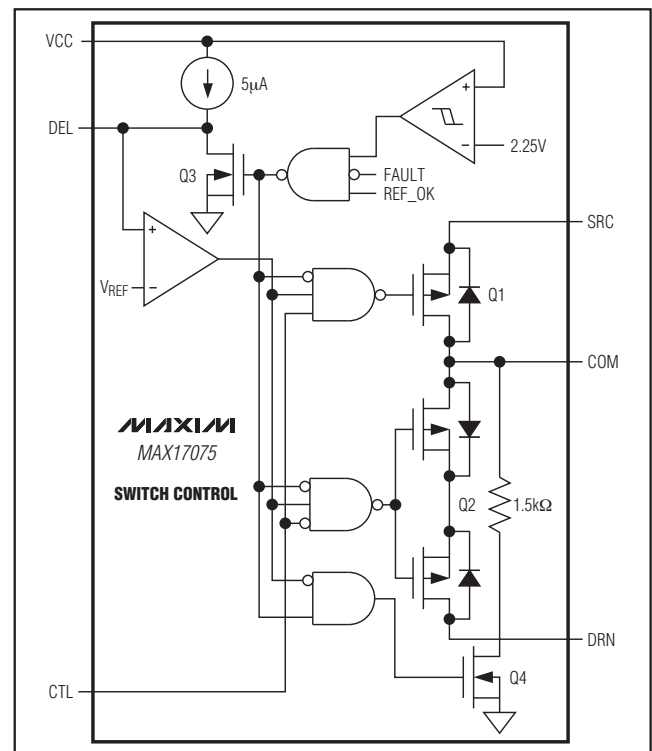 VCC
5µA
DEL
2.25V
Q3
FAULT
REF_OK
SRC
VREF
Q1
COM
MAXIM
MAX17075
SWITCH CONTROL
Q2
1.5kΩ
DRN
Q4
CTL
+
−
+
−